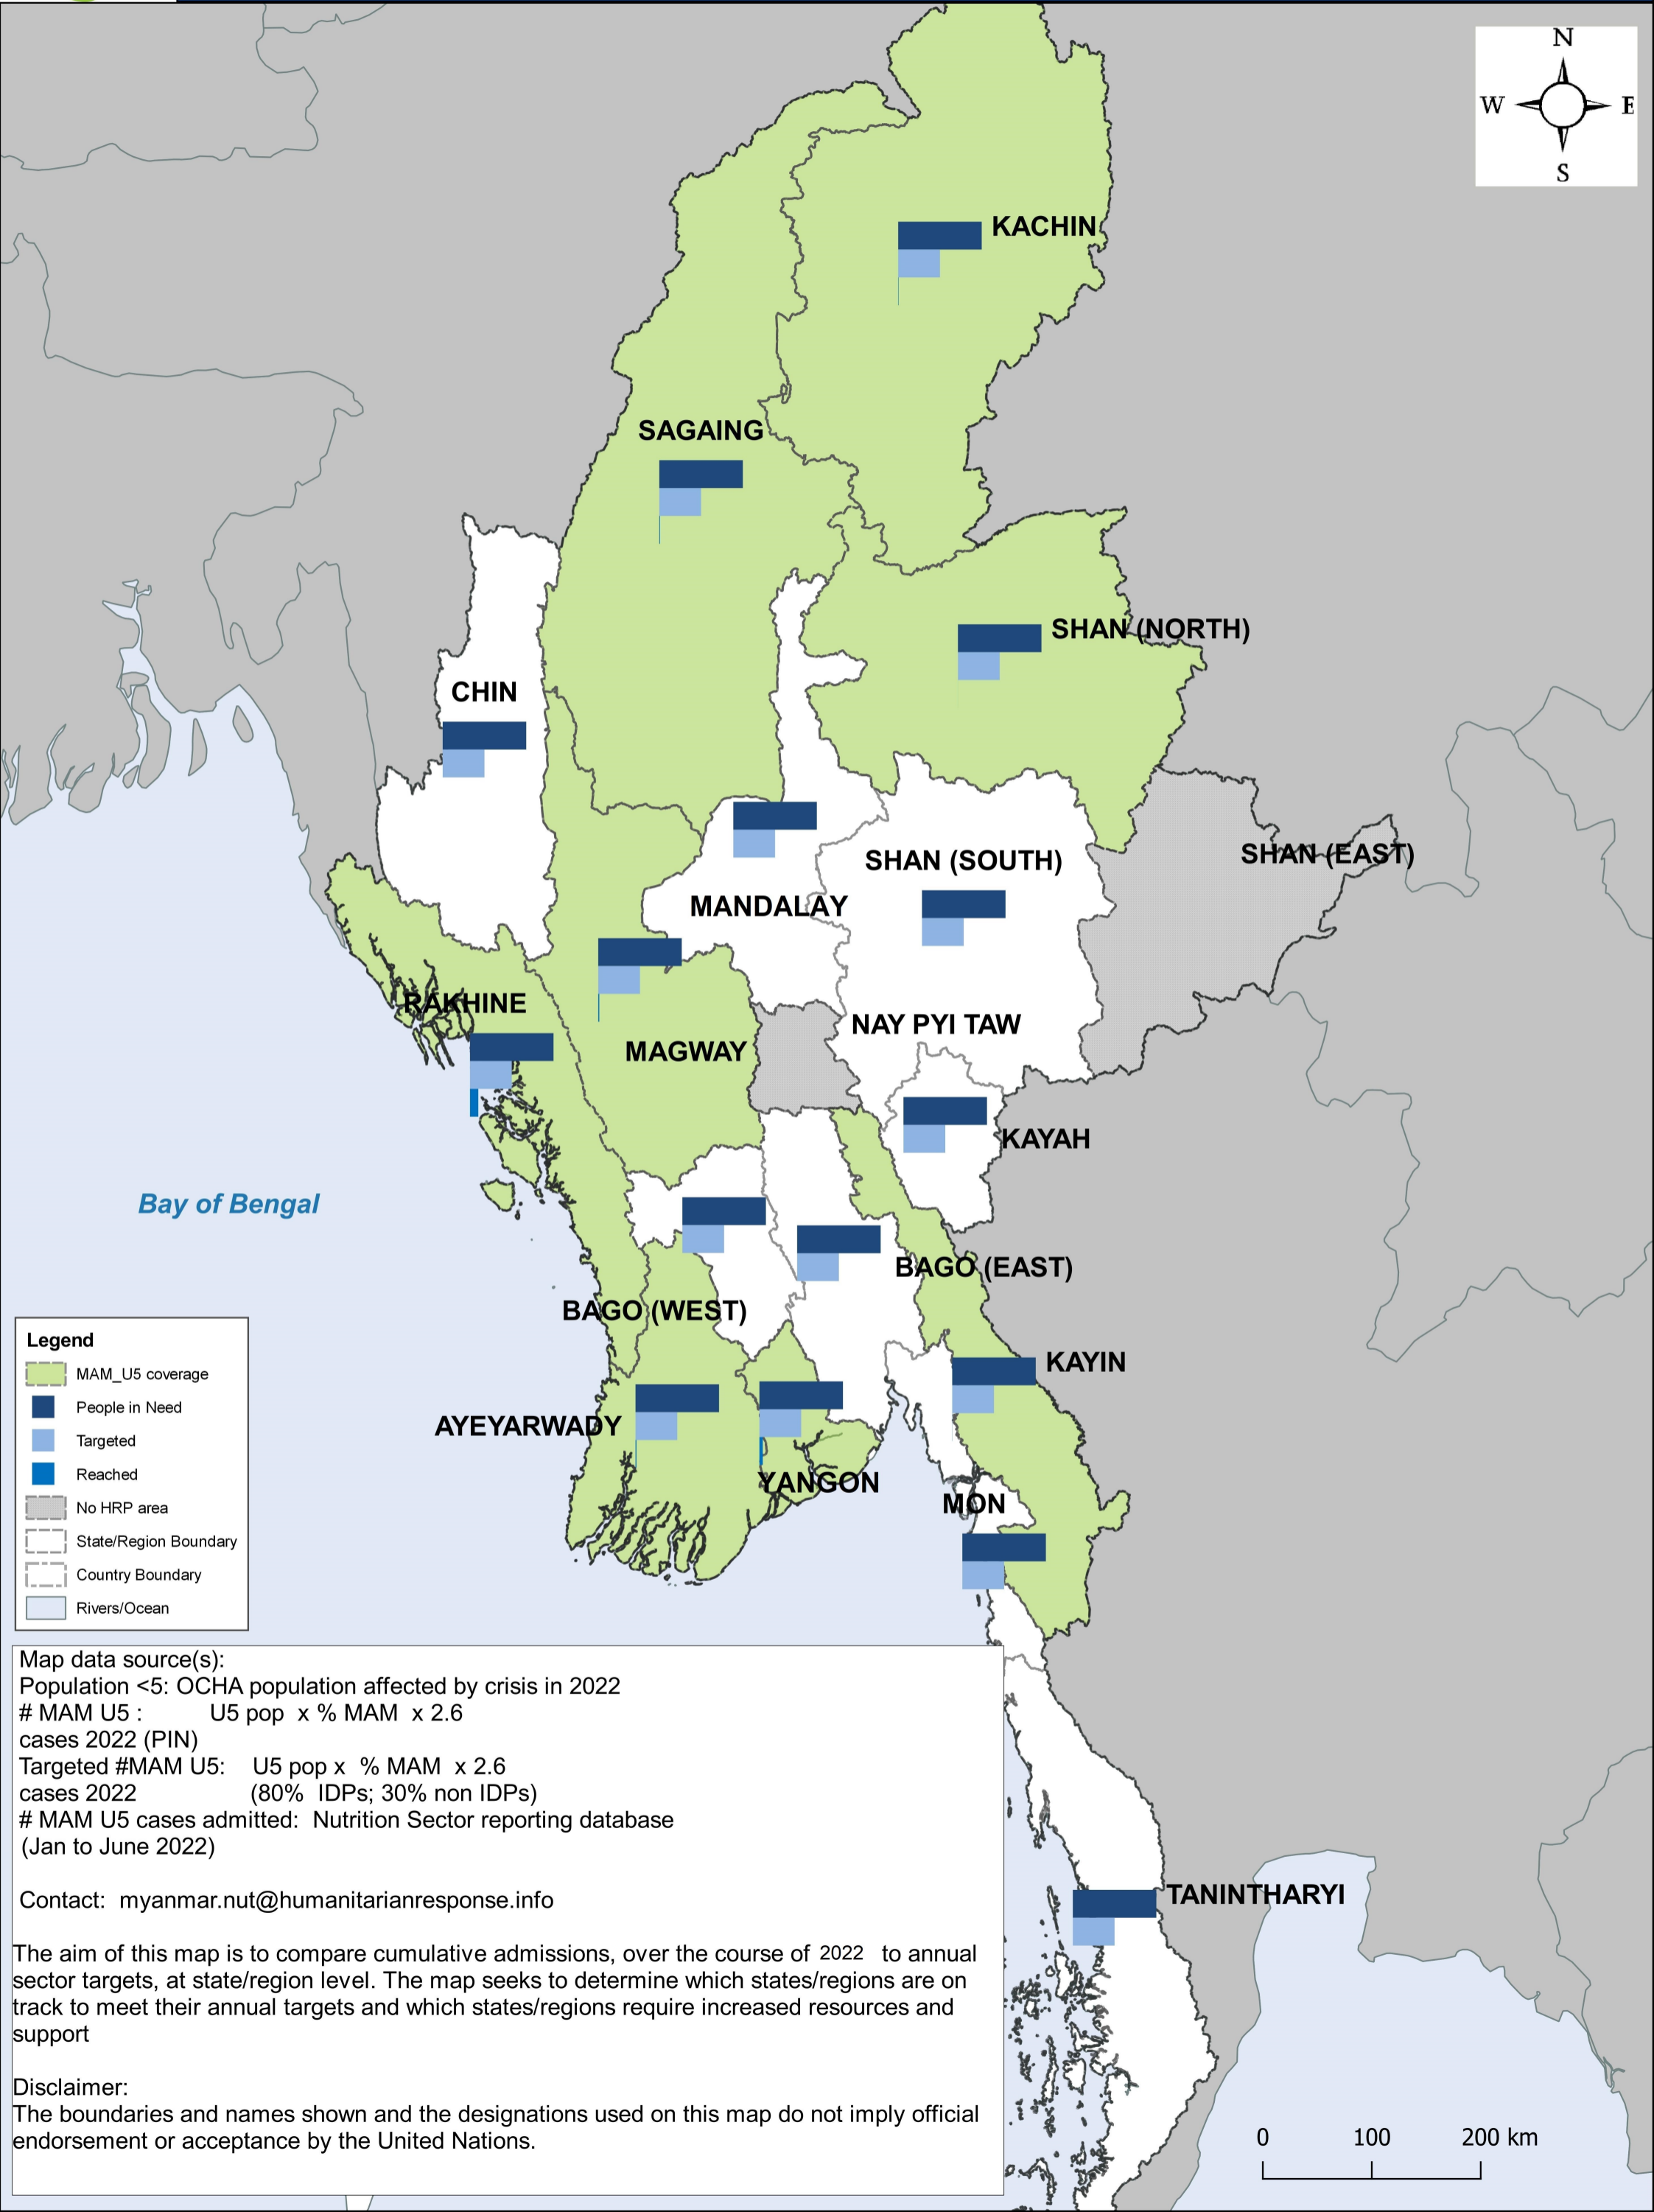 N
W E
S
KACHIN
SAGAING
SHAN (NORTH)
CHIN
SHAN (SOUTH)
SHAN (EAST)
MANDALAY
RAKHINE
NAY PYI TAW
MAGWAY
KAYAH
Bay of Bengal
BAGO (EAST)
BAGO (WEST)
KAYIN
AYEYARWADY
YANGON
MON
TANINTHARYI
Legend
MAM_U5 coverage
People in Need
Targeted
Reached
No HRP area
State/Region Boundary
Country Boundary
Rivers/Ocean
Map data source(s):
Population <5: OCHA population affected by crisis in 2022
# MAM U5 : U5 pop x % MAM x 2.6
cases 2022 (PIN)
Targeted #MAM U5: U5 pop x % MAM x 2.6
cases 2022 (80% IDPs; 30% non IDPs)
# MAM U5 cases admitted: Nutrition Sector reporting database
(Jan to June 2022)
Contact: myanmar.nut@humanitarianresponse.info
The aim of this map is to compare cumulative admissions, over the course of 2022 to annual
sector targets, at state/region level. The map seeks to determine which states/regions are on
track to meet their annual targets and which states/regions require increased resources and
support
Disclaimer:
The boundaries and names shown and the designations used on this map do not imply official
endorsement or acceptance by the United Nations.
0 100 200 km